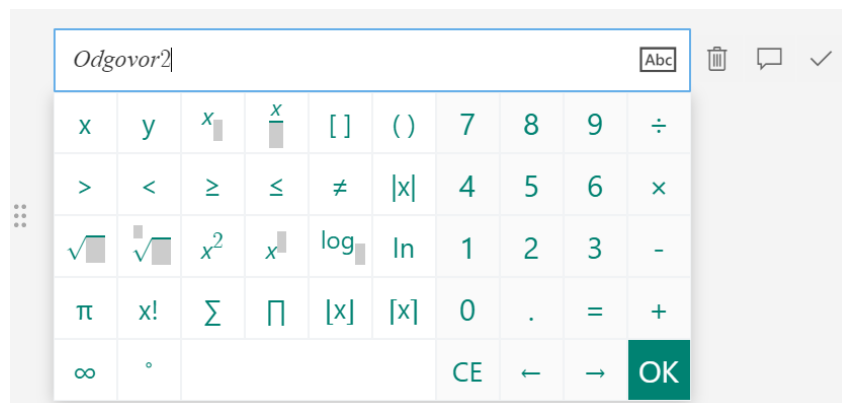 Odgovor2 Abc
x y x [ ] ( ) 7 8 9 ÷
> < ≥ ≤ ≠ |x| 4 5 6 ×
√ √ x² x log ln 1 2 3 -
π x! ∑ ∏ ⌊x⌋ ⌈x⌉ 0 . = +
∞ ° CE ← → OK